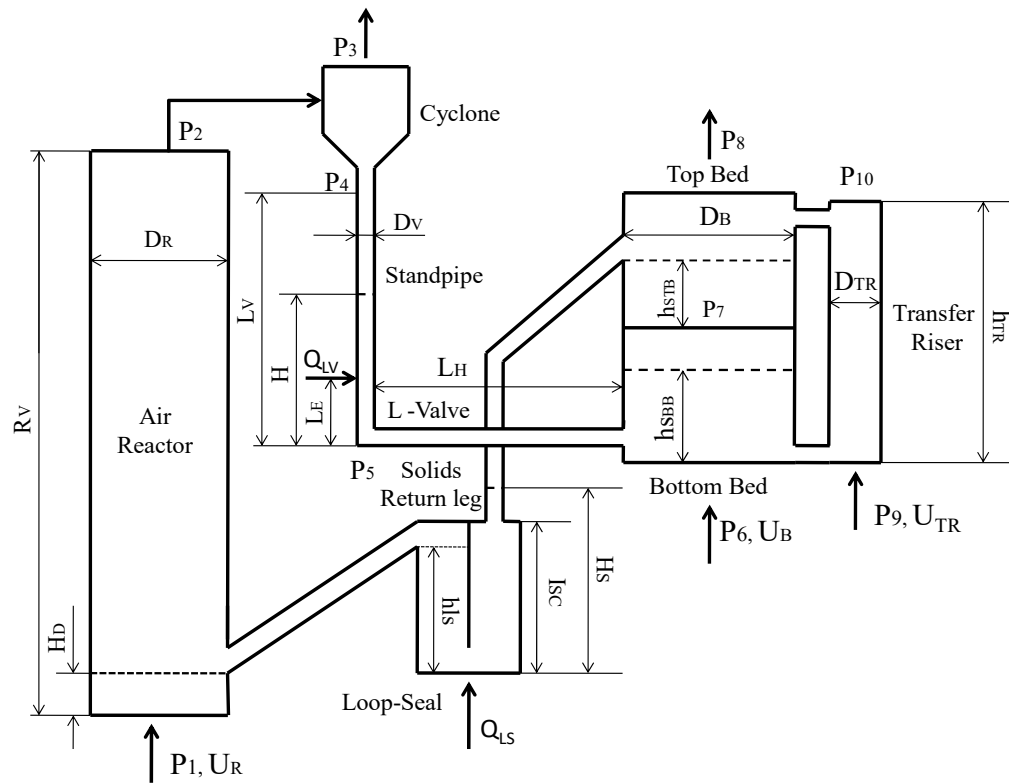 P3
P2
Cyclone
P8
P4
Top Bed
P10
DV
DB
DR
Standpipe
DTR
hSTB
P7
LV
Transfer
Riser
hTR
H
QLV
LH
LE
L -Valve
hSBB
RV
Air
Reactor
P5
Solids
Return leg
Bottom Bed
P6, UB
P9, UTR
HS
ISC
hls
HD
Loop-Seal
QLS
P1, UR